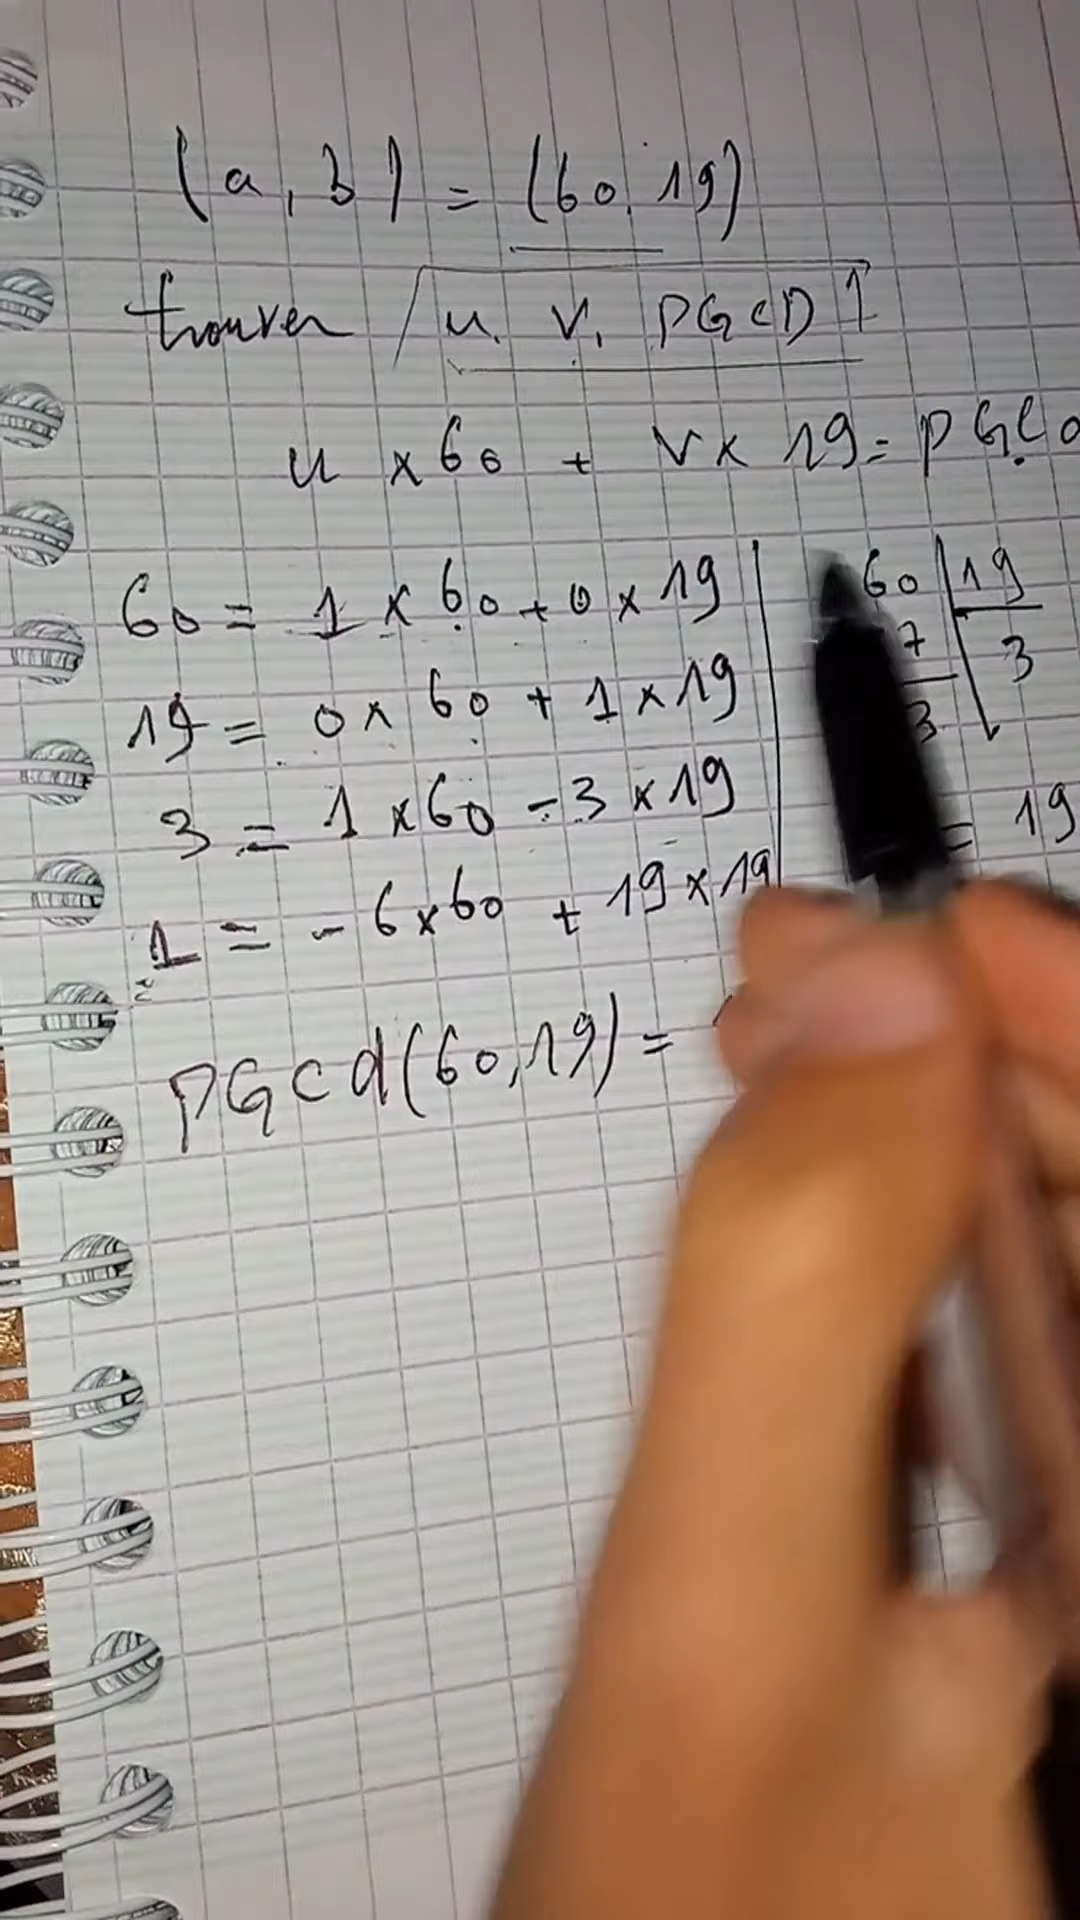 (a, b) = (60, 19)
trouver [u, v, PGCD]
u × 60 + v × 19 = PGCD
60 = 1 × 60 + 0 × 19
19 = 0 × 60 + 1 × 19
3 = 1 × 60 - 3 × 19
1 = - 6 × 60 + 19 × 19
PGCd(60, 19) =
60 | 19
7 | 3
3
= 19